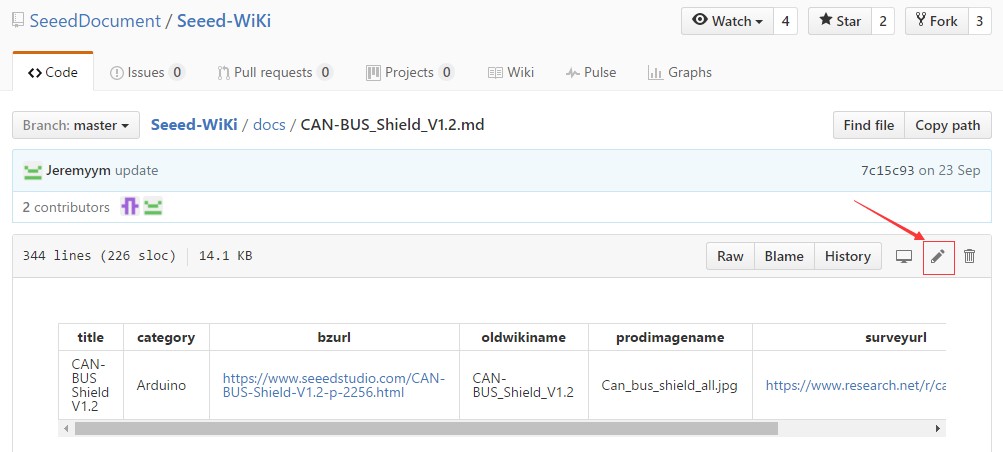 SeeedDocument / Seeed-WiKi
Watch 4
Star 2
Fork 3
Code
Issues 0
Pull requests 0
Projects 0
Wiki
Pulse
Graphs
Branch: master
Seeed-WiKi / docs / CAN-BUS_Shield_V1.2.md
Find file
Copy path
Jeremyym update
7c15c93 on 23 Sep
2 contributors
344 lines (226 sloc)
14.1 KB
Raw
Blame
History
title category bzurl oldwikiname prodimagename surveyurl
CAN-
BUS
Shield
V1.2
Arduino
https://www.seeedstudio.com/CAN-
BUS-Shield-V1.2-p-2256.html
CAN-
BUS_Shield_V1.2
Can_bus_shield_all.jpg
https://www.research.net/r/ca